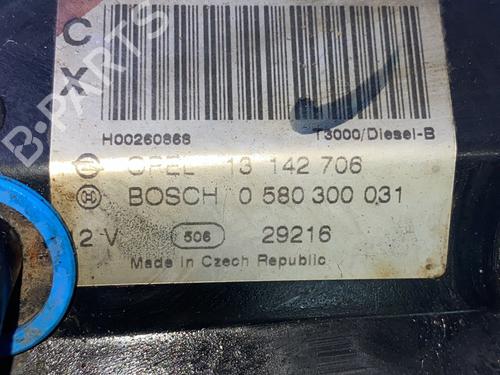 C
X
B-PARTS
H00260868 T3000/Diesel-B
OPEL 13 142 706
BOSCH 0 580 300 031
12 V 506 29216
Made in Czech Republic